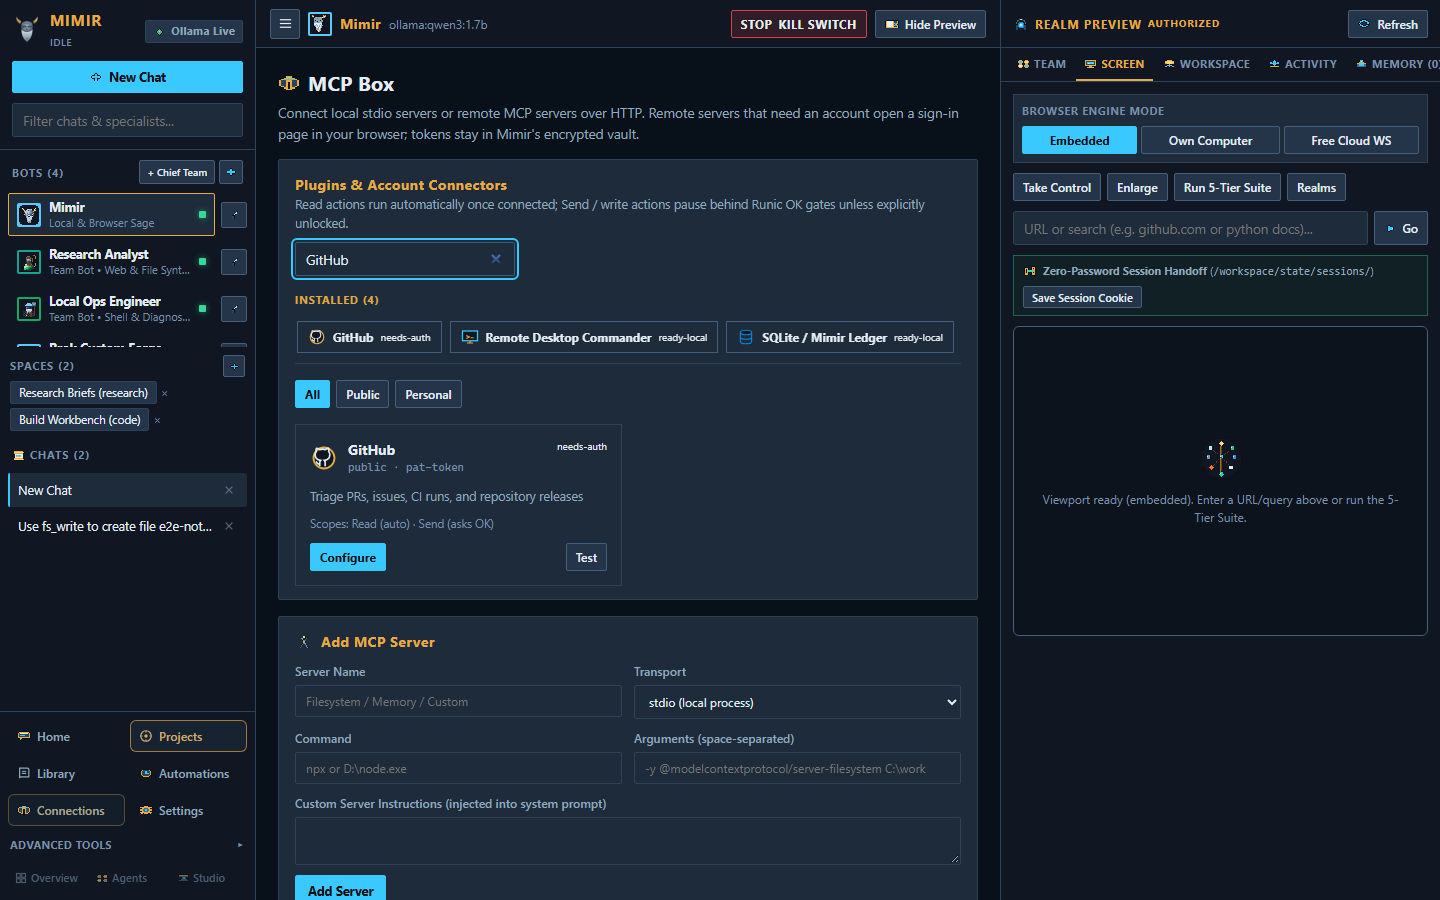 MIMIR
IDLE
Ollama Live
New Chat
Filter chats & specialists...
BOTS (4)
+ Chief Team
+
Mimir
Local & Browser Sage
Research Analyst
Team Bot • Web & File Synt...
Local Ops Engineer
Team Bot • Shell & Diagnos...
SPACES (2)
+
Research Briefs (research) ×
Build Workbench (code) ×
CHATS (2)
New Chat ×
Use fs_write to create file e2e-not... ×
Home
Projects
Library
Automations
Connections
Settings
ADVANCED TOOLS
Overview
Agents
Studio
Mimir ollama:qwen3:1.7b
STOP KILL SWITCH
Hide Preview
MCP Box
Connect local stdio servers or remote MCP servers over HTTP. Remote servers that need an account open a sign-in
page in your browser; tokens stay in Mimir's encrypted vault.
Plugins & Account Connectors
Read actions run automatically once connected; Send / write actions pause behind Runic OK gates unless explicitly
unlocked.
GitHub
INSTALLED (4)
GitHub needs-auth
Remote Desktop Commander ready-local
SQLite / Mimir Ledger ready-local
All
Public
Personal
GitHub
needs-auth
public · pat-token
Triage PRs, issues, CI runs, and repository releases
Scopes: Read (auto) · Send (asks OK)
Configure
Test
Add MCP Server
Server Name
Transport
Filesystem / Memory / Custom
stdio (local process)
Command
Arguments (space-separated)
npx or D:\node.exe
-y @modelcontextprotocol/server-filesystem C:\work
Custom Server Instructions (injected into system prompt)
Add Server
REALM PREVIEW AUTHORIZED
Refresh
TEAM
SCREEN
WORKSPACE
ACTIVITY
MEMORY (0)
BROWSER ENGINE MODE
Embedded
Own Computer
Free Cloud WS
Take Control
Enlarge
Run 5-Tier Suite
Realms
URL or search (e.g. github.com or python docs)...
Go
Zero-Password Session Handoff (/workspace/state/sessions/)
Save Session Cookie
Viewport ready (embedded). Enter a URL/query above or run the 5-
Tier Suite.